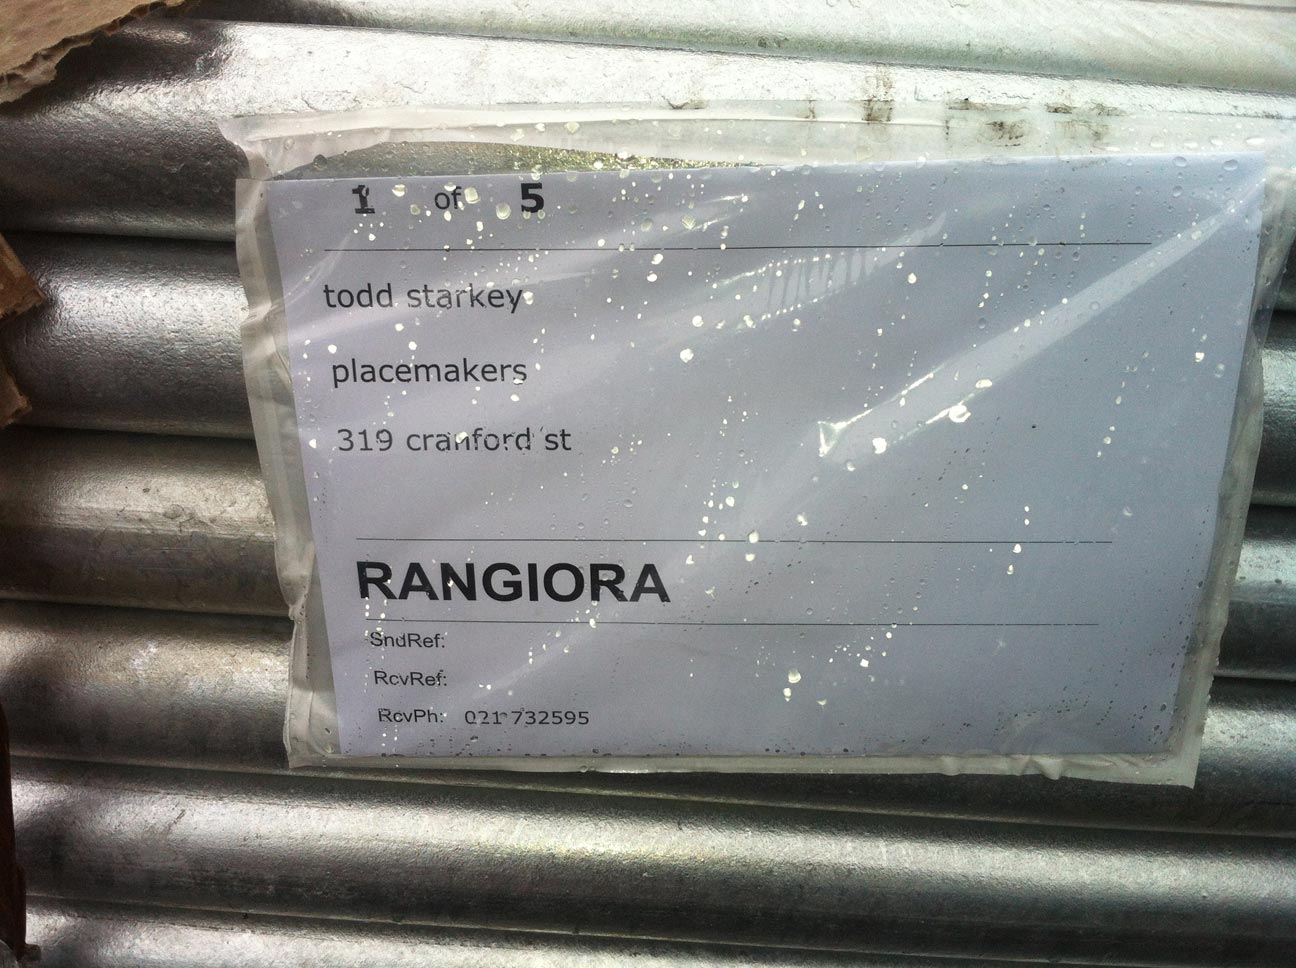 1 of 5
todd starkey
placemakers
319 cranford st
RANGIORA
SndRef:
RcvRef:
RcvPh: 021 732595